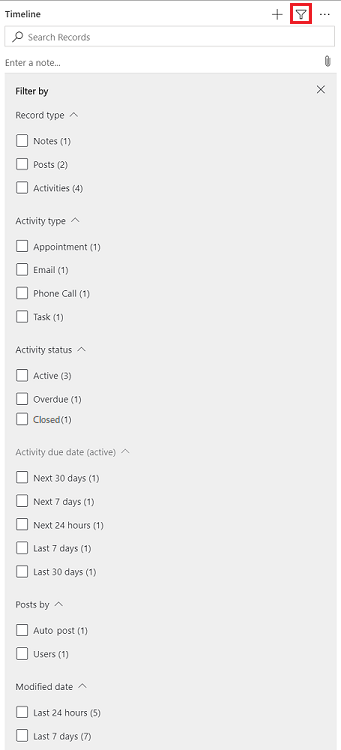 Timeline
Search Records
Enter a note...
Filter by
Record type
Notes (1)
Posts (2)
Activities (4)
Activity type
Appointment (1)
Email (1)
Phone Call (1)
Task (1)
Activity status
Active (3)
Overdue (1)
Closed(1)
Activity due date (active)
Next 30 days (1)
Next 7 days (1)
Next 24 hours (1)
Last 7 days (1)
Last 30 days (1)
Posts by
Auto post (1)
Users (1)
Modified date
Last 24 hours (5)
Last 7 days (7)